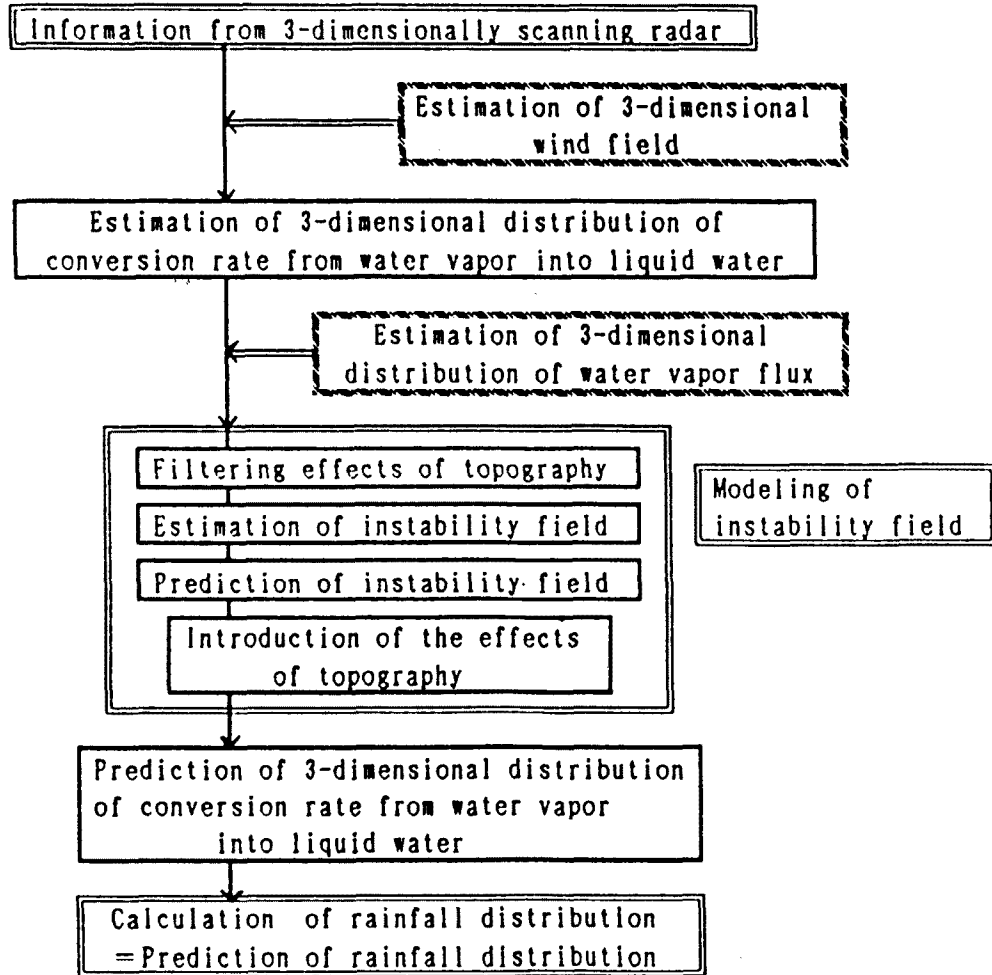 Information from 3-dimensionally scanning radar
Estimation of 3-dimensional
wind field
Estimation of 3-dimensional distribution of
conversion rate from water vapor into liquid water
Estimation of 3-dimensional
distribution of water vapor flux
Filtering effects of topography
Estimation of instability field
Prediction of instability field
Introduction of the effects
of topography
Modeling of
instability field
Prediction of 3-dimensional distribution
of conversion rate from water vapor
into liquid water
Calculation of rainfall distribution
=Prediction of rainfall distribution